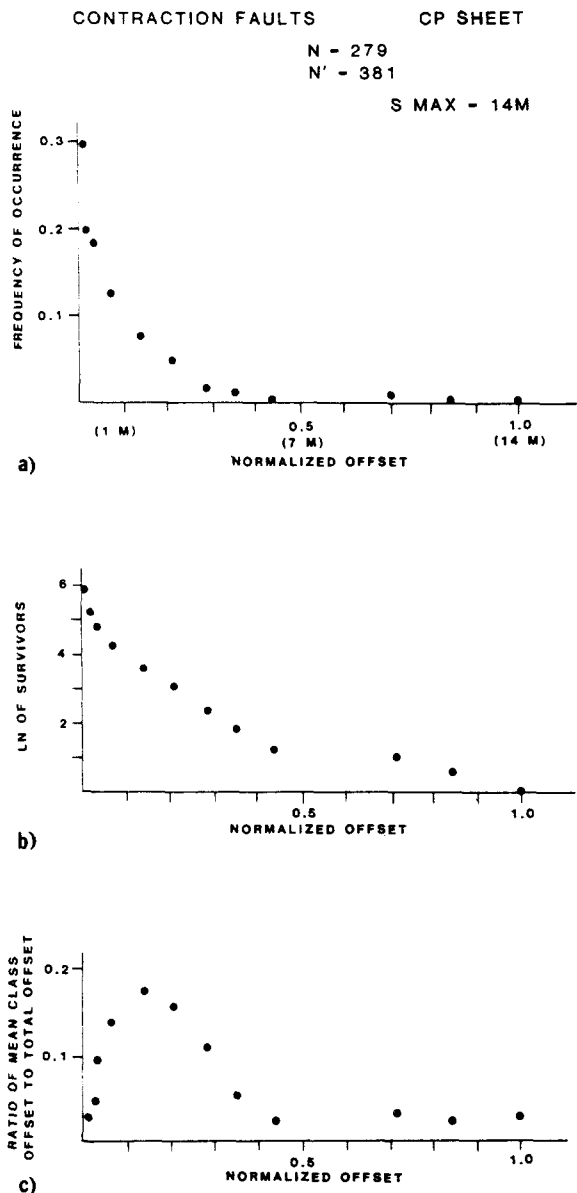 CONTRACTION FAULTS CP SHEET
N - 279
N' - 381
S MAX - 14M
FREQUENCY OF OCCURRENCE
0.3
0.2
0.1
0.5 1.0
(1 M) (7 M) (14 M)
NORMALIZED OFFSET
a)
LN OF SURVIVORS
6
4
2
0.5 1.0
NORMALIZED OFFSET
b)
RATIO OF MEAN CLASS
OFFSET TO TOTAL OFFSET
0.2
0.1
0.5 1.0
NORMALIZED OFFSET
c)